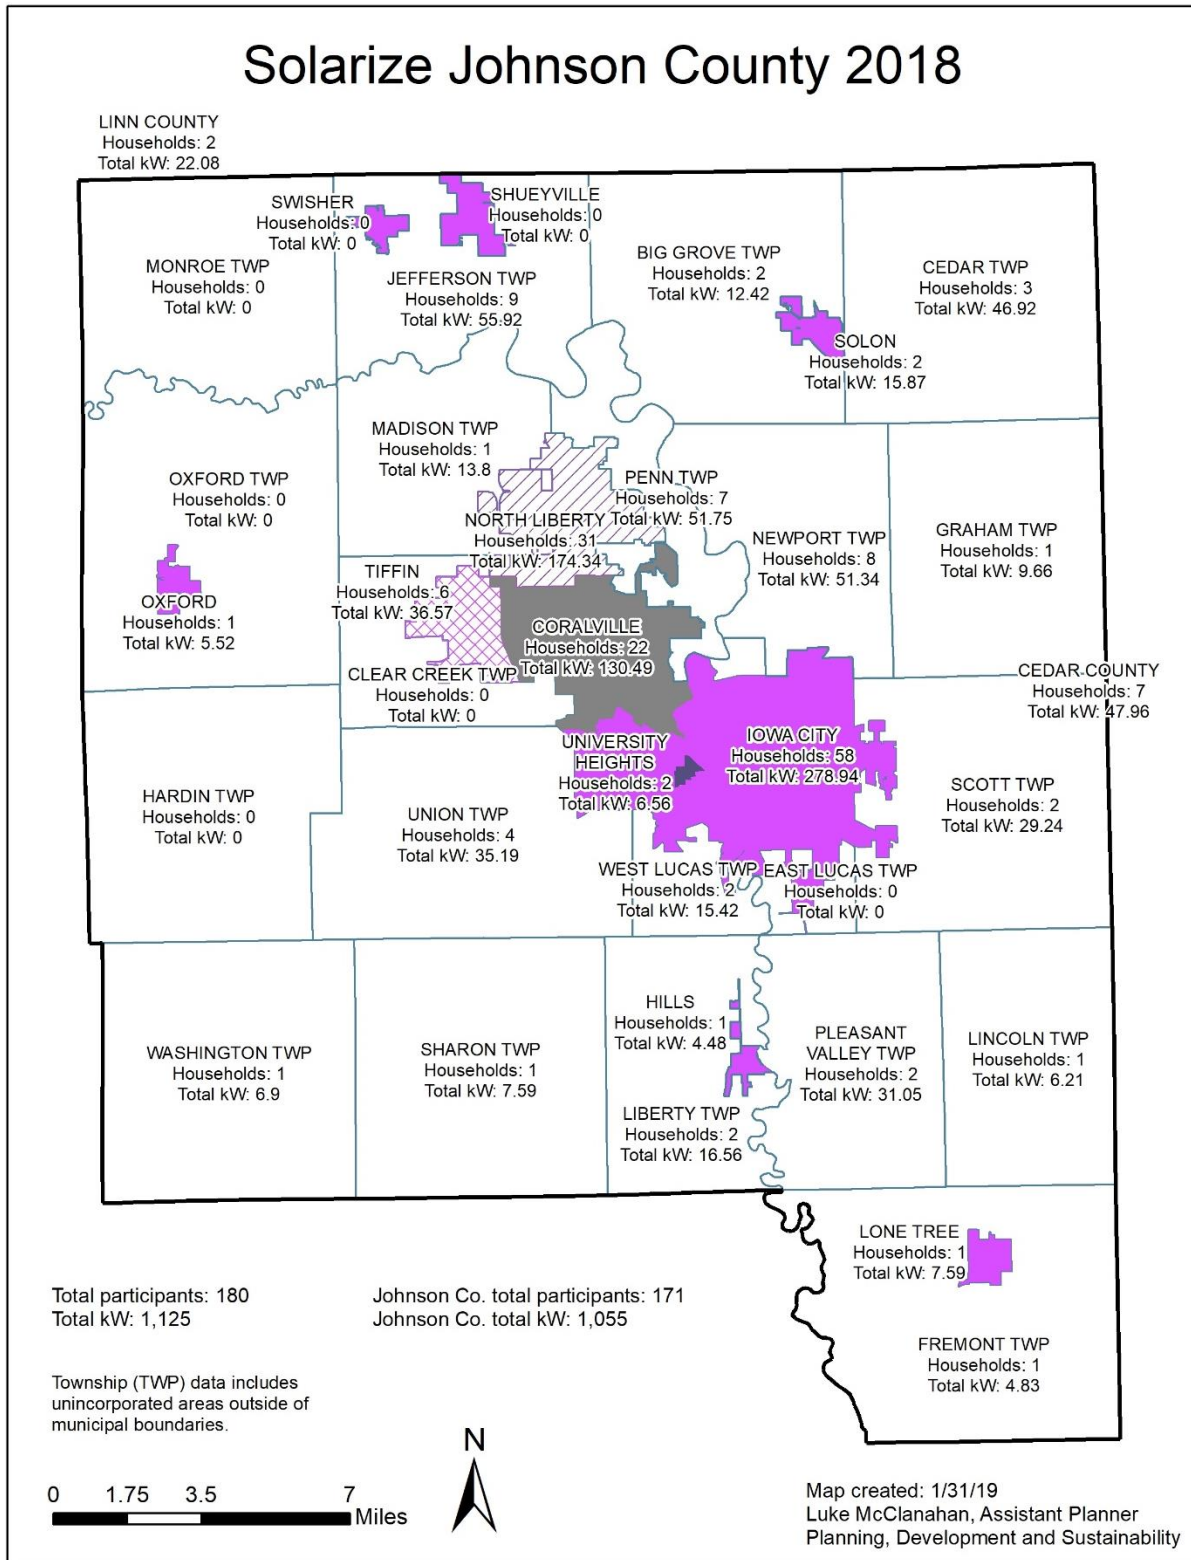 Solarize Johnson County 2018
LINN COUNTY
Households: 2
Total kW: 22.08
SWISHER
Households: 0
Total kW: 0
SHUEYVILLE
Households: 0
Total kW: 0
MONROE TWP
Households: 0
Total kW: 0
JEFFERSON TWP
Households: 9
Total kW: 55.92
BIG GROVE TWP
Households: 2
Total kW: 12.42
CEDAR TWP
Households: 3
Total kW: 46.92
SOLON
Households: 2
Total kW: 15.87
MADISON TWP
Households: 1
Total kW: 13.8
OXFORD TWP
Households: 0
Total kW: 0
PENN TWP
Households: 7
Total kW: 51.75
NORTH LIBERTY
Households: 31
Total kW: 174.34
NEWPORT TWP
Households: 8
Total kW: 51.34
GRAHAM TWP
Households: 1
Total kW: 9.66
TIFFIN
Households: 6
Total kW: 36.57
OXFORD
Households: 1
Total kW: 5.52
CORALVILLE
Households: 22
Total kW: 130.49
CLEAR CREEK TWP
Households: 0
Total kW: 0
CEDAR COUNTY
Households: 7
Total kW: 47.96
UNIVERSITY
HEIGHTS
Households: 2
Total kW: 6.56
IOWA CITY
Households: 58
Total kW: 278.94
HARDIN TWP
Households: 0
Total kW: 0
UNION TWP
Households: 4
Total kW: 35.19
SCOTT TWP
Households: 2
Total kW: 29.24
WEST LUCAS TWP
Households: 2
Total kW: 15.42
EAST LUCAS TWP
Households: 0
Total kW: 0
HILLS
Households: 1
Total kW: 4.48
WASHINGTON TWP
Households: 1
Total kW: 6.9
SHARON TWP
Households: 1
Total kW: 7.59
PLEASANT
VALLEY TWP
Households: 2
Total kW: 31.05
LINCOLN TWP
Households: 1
Total kW: 6.21
LIBERTY TWP
Households: 2
Total kW: 16.56
LONE TREE
Households: 1
Total kW: 7.59
FREMONT TWP
Households: 1
Total kW: 4.83
Total participants: 180
Total kW: 1,125
Johnson Co. total participants: 171
Johnson Co. total kW: 1,055
Township (TWP) data includes
unincorporated areas outside of
municipal boundaries.
N
0 1.75 3.5 7
Miles
Map created: 1/31/19
Luke McClanahan, Assistant Planner
Planning, Development and Sustainability